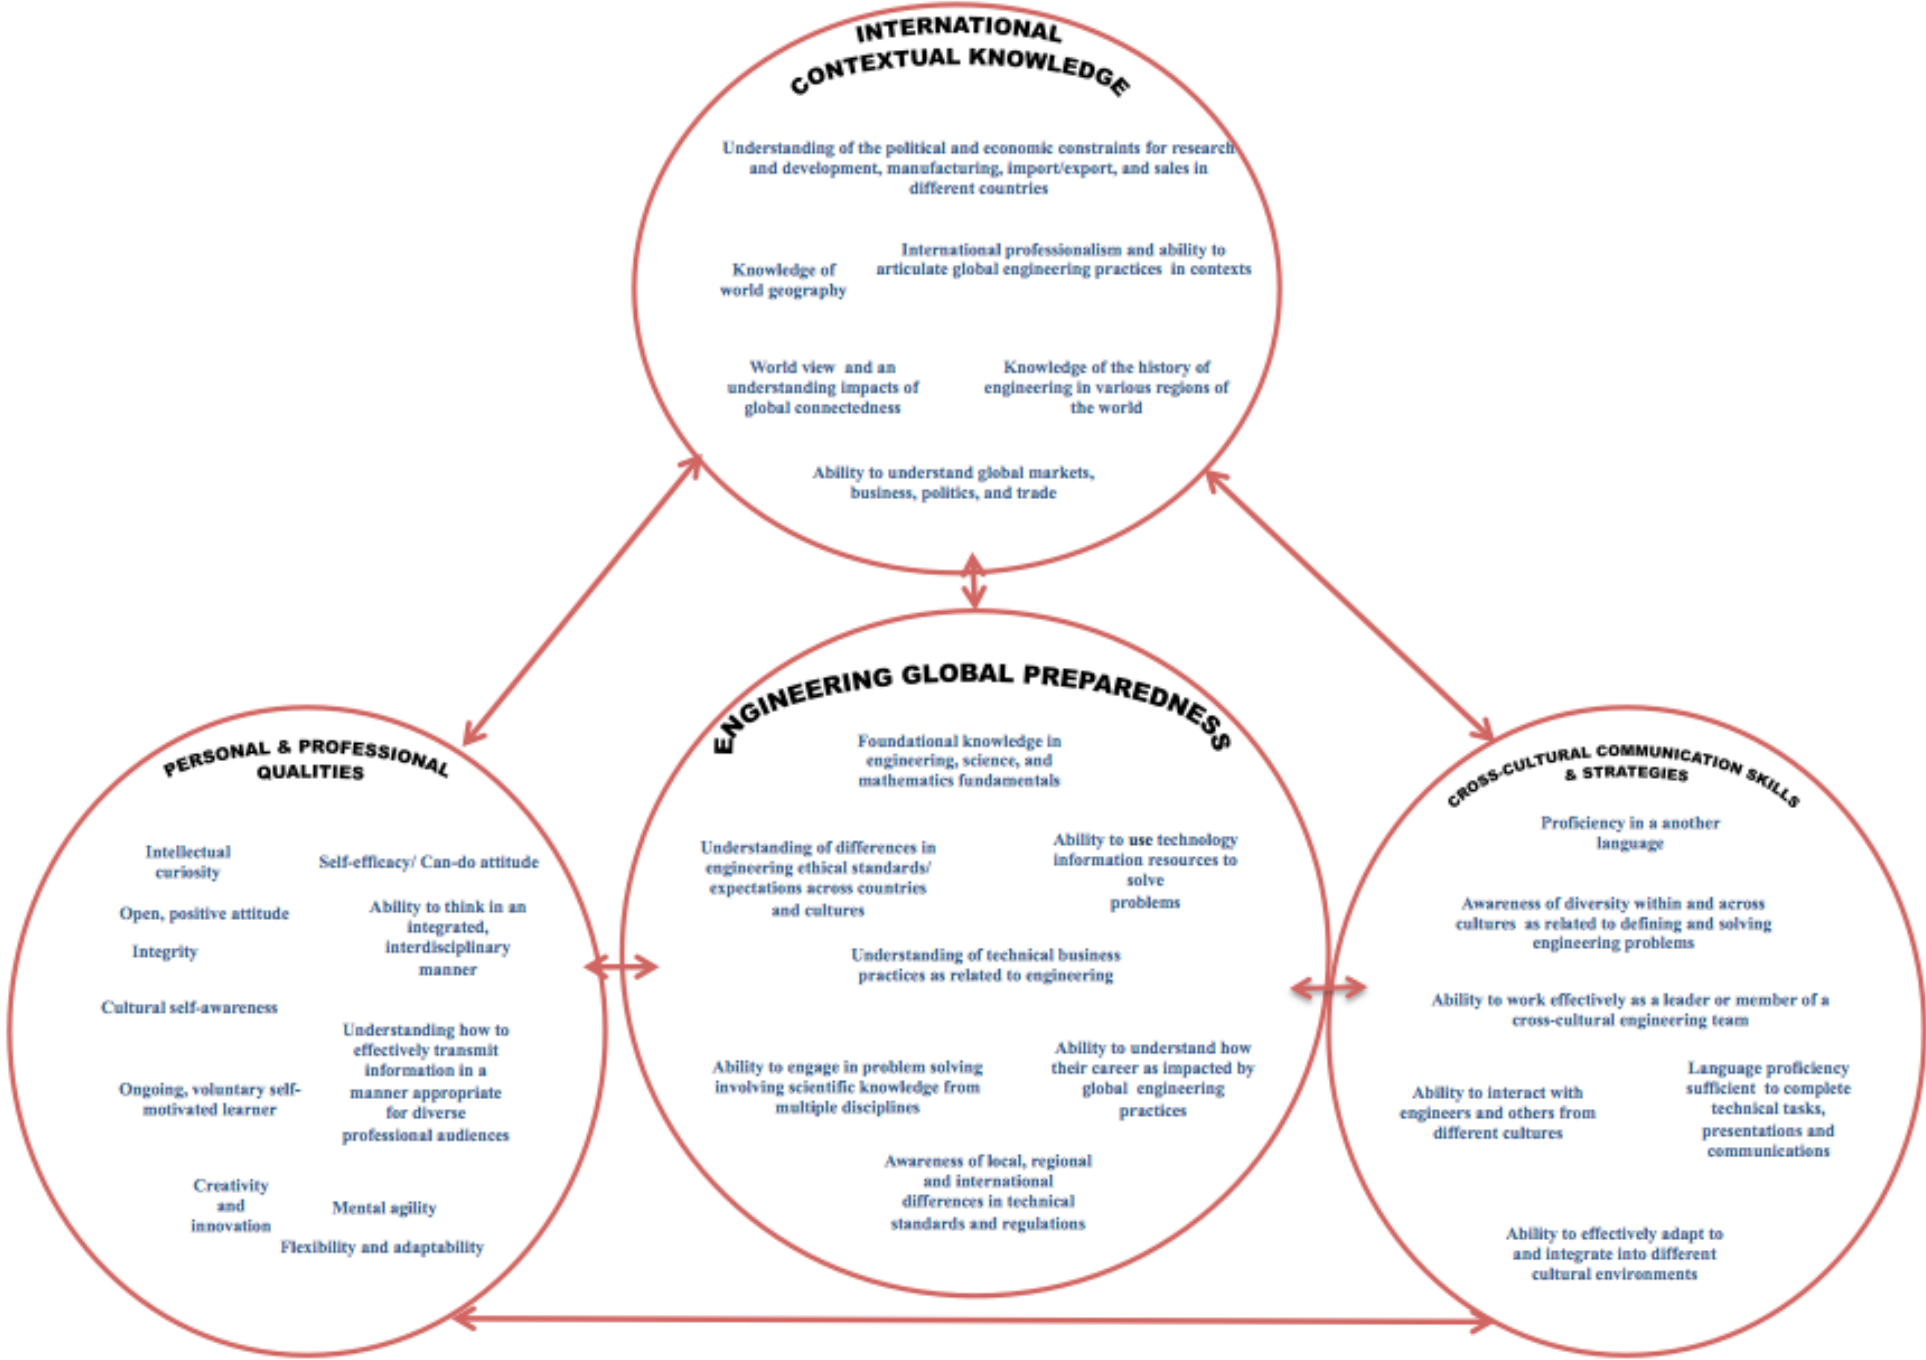 INTERNATIONAL
CONTEXTUAL KNOWLEDGE
Understanding of the political and economic constraints for research
and development, manufacturing, import/export, and sales in
different countries
International professionalism and ability to
articulate global engineering practices in contexts
Knowledge of
world geography
World view and an
understanding impacts of
global connectedness
Knowledge of the history of
engineering in various regions of
the world
Ability to understand global markets,
business, politics, and trade
PERSONAL & PROFESSIONAL
QUALITIES
Intellectual
curiosity
Self-efficacy/ Can-do attitude
Open, positive attitude
Ability to think in an
integrated,
interdisciplinary
manner
Integrity
Cultural self-awareness
Understanding how to
effectively transmit
information in a
manner appropriate
for diverse
professional audiences
Ongoing, voluntary self-
motivated learner
Creativity
and
innovation
Mental agility
Flexibility and adaptability
ENGINEERING GLOBAL PREPAREDNESS
Foundational knowledge in
engineering, science, and
mathematics fundamentals
Understanding of differences in
engineering ethical standards/
expectations across countries
and cultures
Ability to use technology
information resources to
solve
problems
Understanding of technical business
practices as related to engineering
Ability to engage in problem solving
involving scientific knowledge from
multiple disciplines
Ability to understand how
their career as impacted by
global engineering
practices
Awareness of local, regional
and international
differences in technical
standards and regulations
CROSS-CULTURAL COMMUNICATION SKILLS
& STRATEGIES
Proficiency in a another
language
Awareness of diversity within and across
cultures as related to defining and solving
engineering problems
Ability to work effectively as a leader or member of a
cross-cultural engineering team
Ability to interact with
engineers and others from
different cultures
Language proficiency
sufficient to complete
technical tasks,
presentations and
communications
Ability to effectively adapt to
and integrate into different
cultural environments